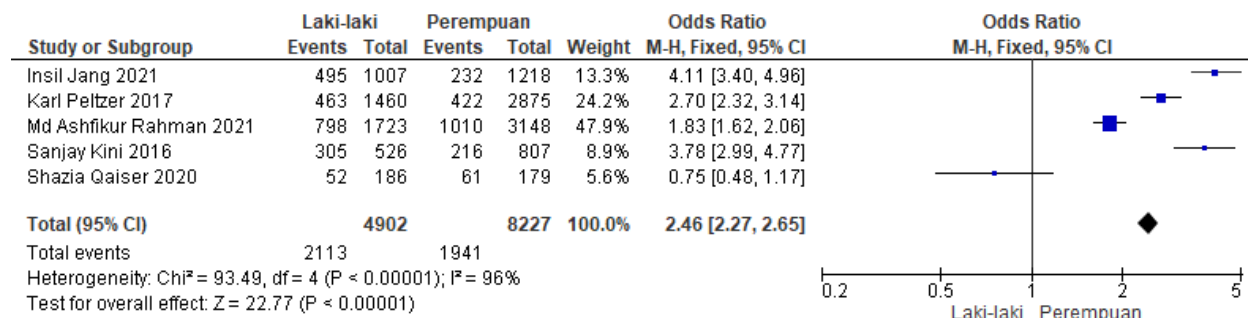 Laki-laki Perempuan Odds Ratio Odds Ratio
Study or Subgroup Events Total Events Total Weight M-H, Fixed, 95% CI M-H, Fixed, 95% CI
Insil Jang 2021 495 1007 232 1218 13.3% 4.11 [3.40, 4.96]
Karl Peltzer 2017 463 1460 422 2875 24.2% 2.70 [2.32, 3.14]
Md Ashfikur Rahman 2021 798 1723 1010 3148 47.9% 1.83 [1.62, 2.06]
Sanjay Kini 2016 305 526 216 807 8.9% 3.78 [2.99, 4.77]
Shazia Qaiser 2020 52 186 61 179 5.6% 0.75 [0.48, 1.17]
Total (95% CI) 4902 8227 100.0% 2.46 [2.27, 2.65]
Total events 2113 1941
Heterogeneity: Chi² = 93.49, df = 4 (P < 0.00001); I² = 96%
Test for overall effect: Z = 22.77 (P < 0.00001)
0.2 0.5 1 2 5
Laki-laki Perempuan